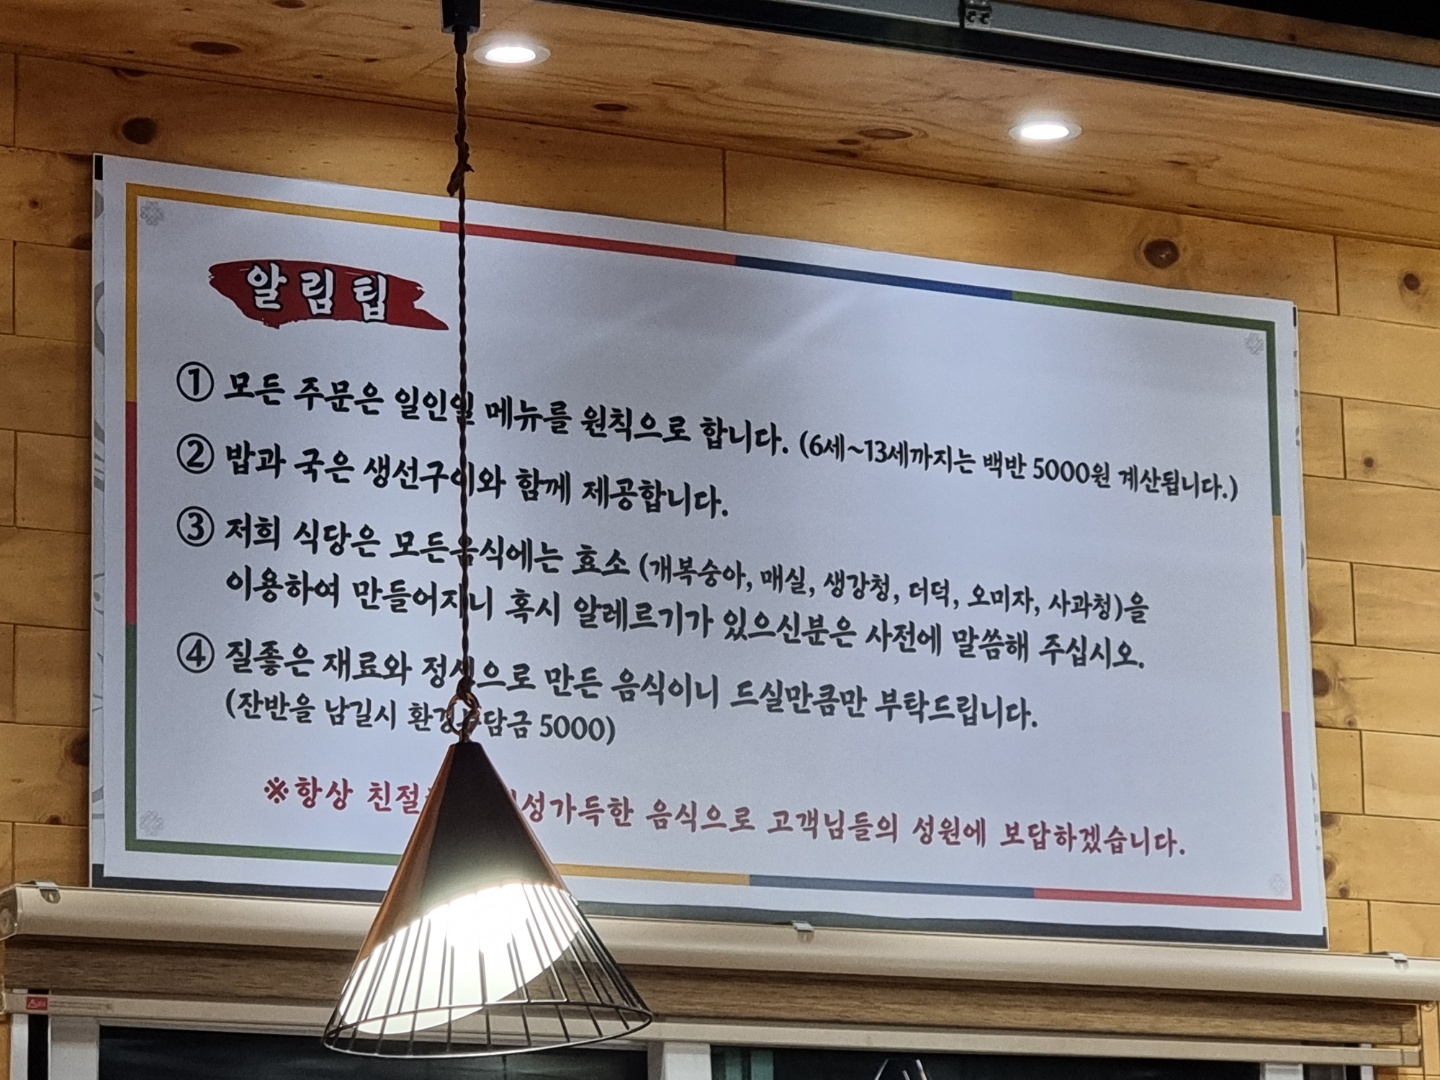 알림팁
① 모든 주문은 일인일 메뉴를 원칙으로 합니다. (6세~13세까지는 백반 5000원 계산됩니다.)
② 밥과 국은 생선구이와 함께 제공합니다.
③ 저희 식당은 모든음식에는 효소 (개복숭아, 매실, 생강청, 더덕, 오미자, 사과청)을
이용하여 만들어지니 혹시 알레르기가 있으신분은 사전에 말씀해 주십시오.
④ 질좋은 재료와 정성으로 만든 음식이니 드실만큼만 부탁드립니다.
(잔반을 남길시 환경부담금 5000)
※항상 음식으로 고객님들의 성원에 보답하겠습니다.